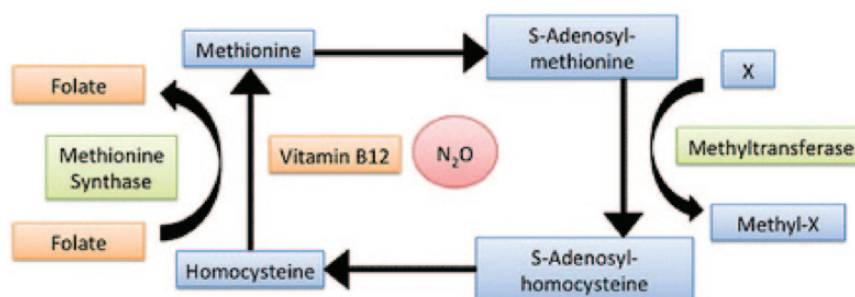 Methionine
S-Adenosyl-
methionine
Folate
X
Methionine
Synthase
Vitamin B12
N₂O
Methyltransferase
Folate
Methyl-X
Homocysteine
S-Adenosyl-
homocysteine